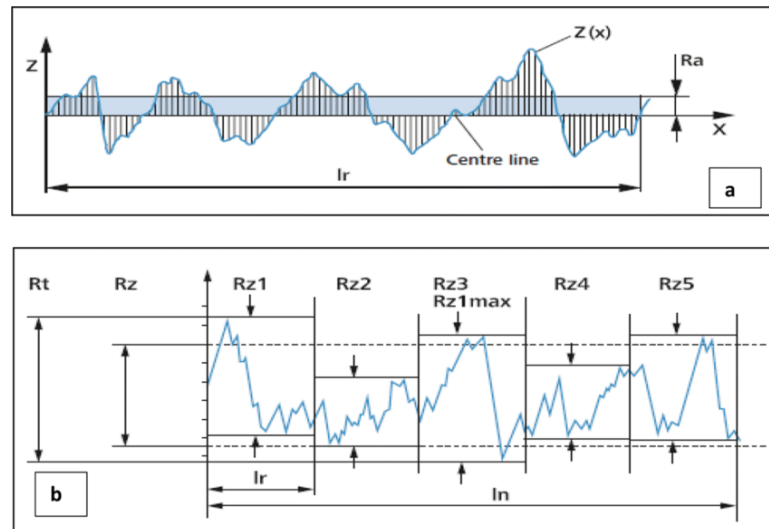 Z
Z(x)
Ra
X
Centre line
lr
a
Rt Rz Rz1 Rz2 Rz3 Rz4 Rz5
Rz1max
lr
ln
b